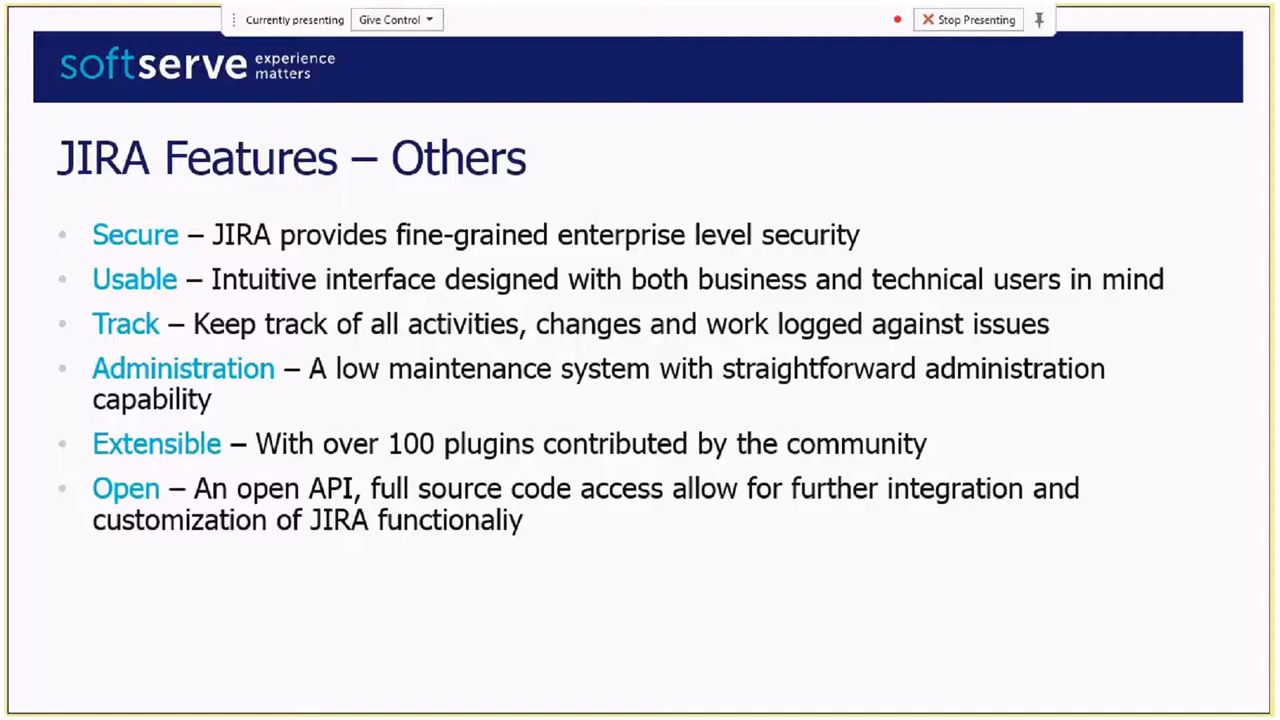 Currently presenting Give Control Stop Presenting
softserve experience matters
JIRA Features – Others
• Secure – JIRA provides fine-grained enterprise level security
• Usable – Intuitive interface designed with both business and technical users in mind
• Track – Keep track of all activities, changes and work logged against issues
• Administration – A low maintenance system with straightforward administration
capability
• Extensible – With over 100 plugins contributed by the community
• Open – An open API, full source code access allow for further integration and
customization of JIRA functionaliy